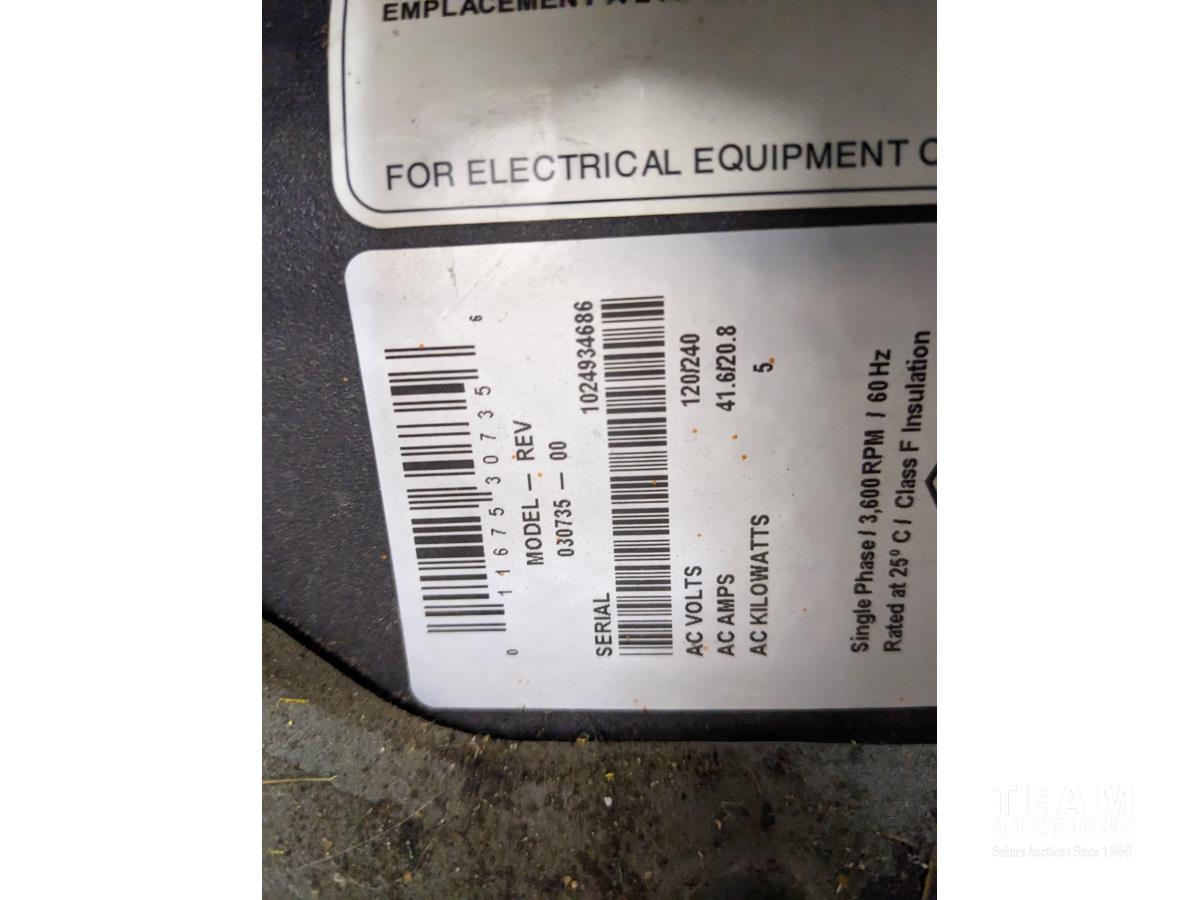 EMPLACEMENT
FOR ELECTRICAL EQUIPMENT
0 11675 30735 6
MODEL — REV
030735 — 00
SERIAL 1024934686
AC VOLTS 120/240
AC AMPS 41.6/20.8
AC KILOWATTS 5
Single Phase / 3,600 RPM / 60 Hz
Rated at 25º C / Class F Insulation
TEAM
AUCTIONS
Sekura Auctions Since 1966